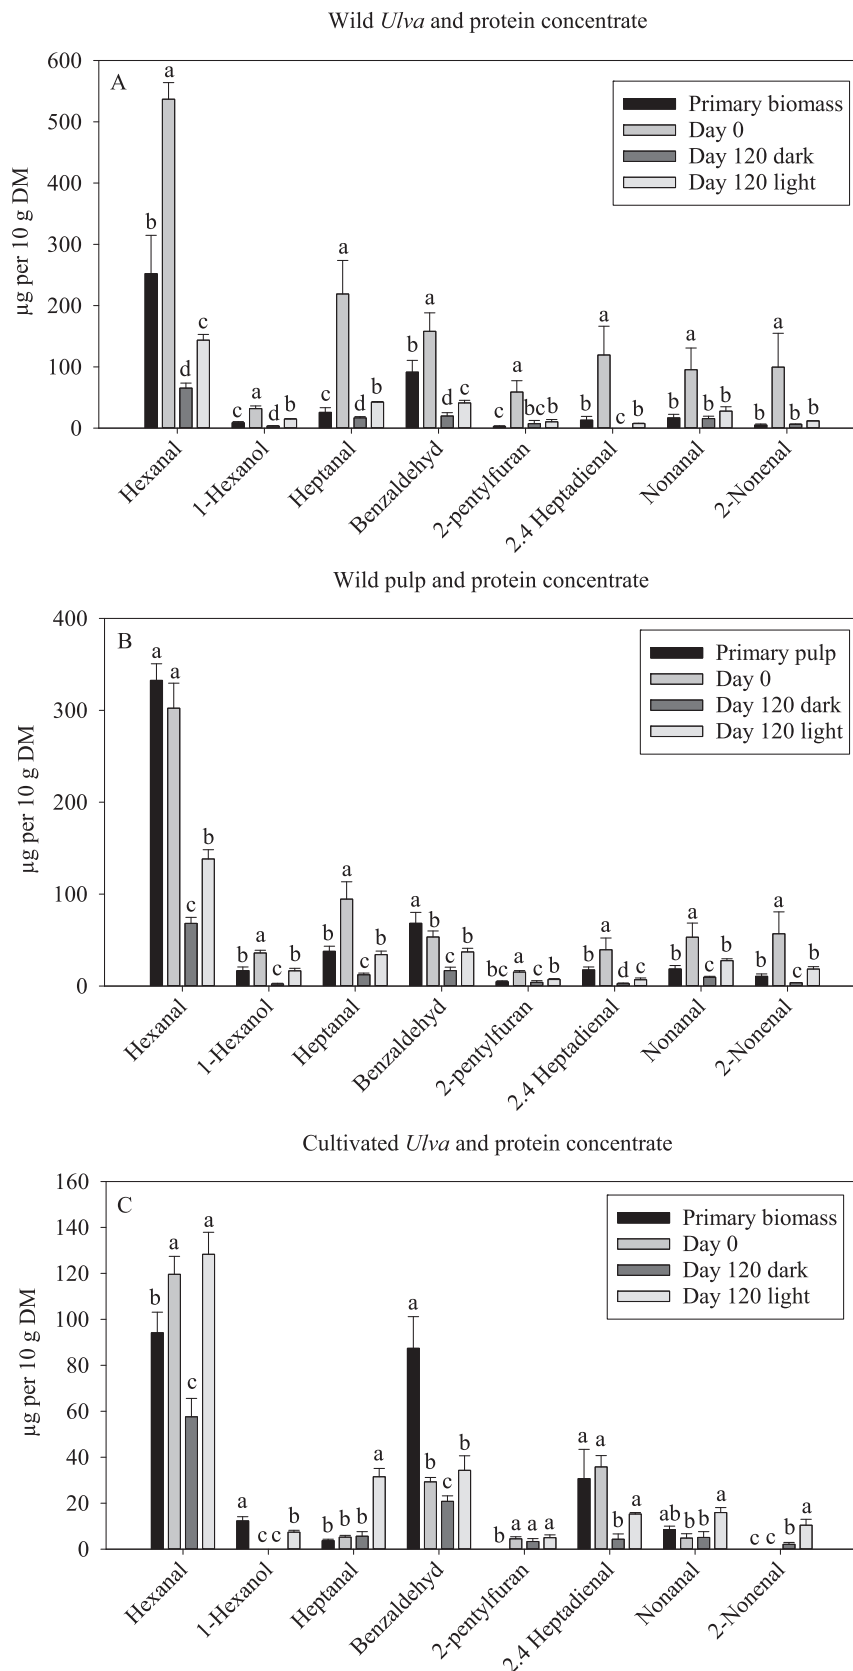 Wild Ulva and protein concentrate
A
600
500
400
300
200
100
0
µg per 10 g DM
Primary biomass
Day 0
Day 120 dark
Day 120 light
b a d c
c a d b
c a d b
b a d c
c a bc b
b a c b
b a b b
b a b b
Hexanal
1-Hexanol
Heptanal
Benzaldehyd
2-pentylfuran
2.4 Heptadienal
Nonanal
2-Nonenal
Wild pulp and protein concentrate
B
400
300
200
100
0
µg per 10 g DM
Primary pulp
Day 0
Day 120 dark
Day 120 light
a a c b
b a c b
b a c b
a b c b
bc a c b
b a d c
b a c b
b a c b
Hexanal
1-Hexanol
Heptanal
Benzaldehyd
2-pentylfuran
2.4 Heptadienal
Nonanal
2-Nonenal
Cultivated Ulva and protein concentrate
C
160
140
120
100
80
60
40
20
0
µg per 10 g DM
Primary biomass
Day 0
Day 120 dark
Day 120 light
b a c a
a c c b
b b b a
a b c b
b a a a
a a b a
ab b b a
c c b a
Hexanal
1-Hexanol
Heptanal
Benzaldehyd
2-pentylfuran
2.4 Heptadienal
Nonanal
2-Nonenal